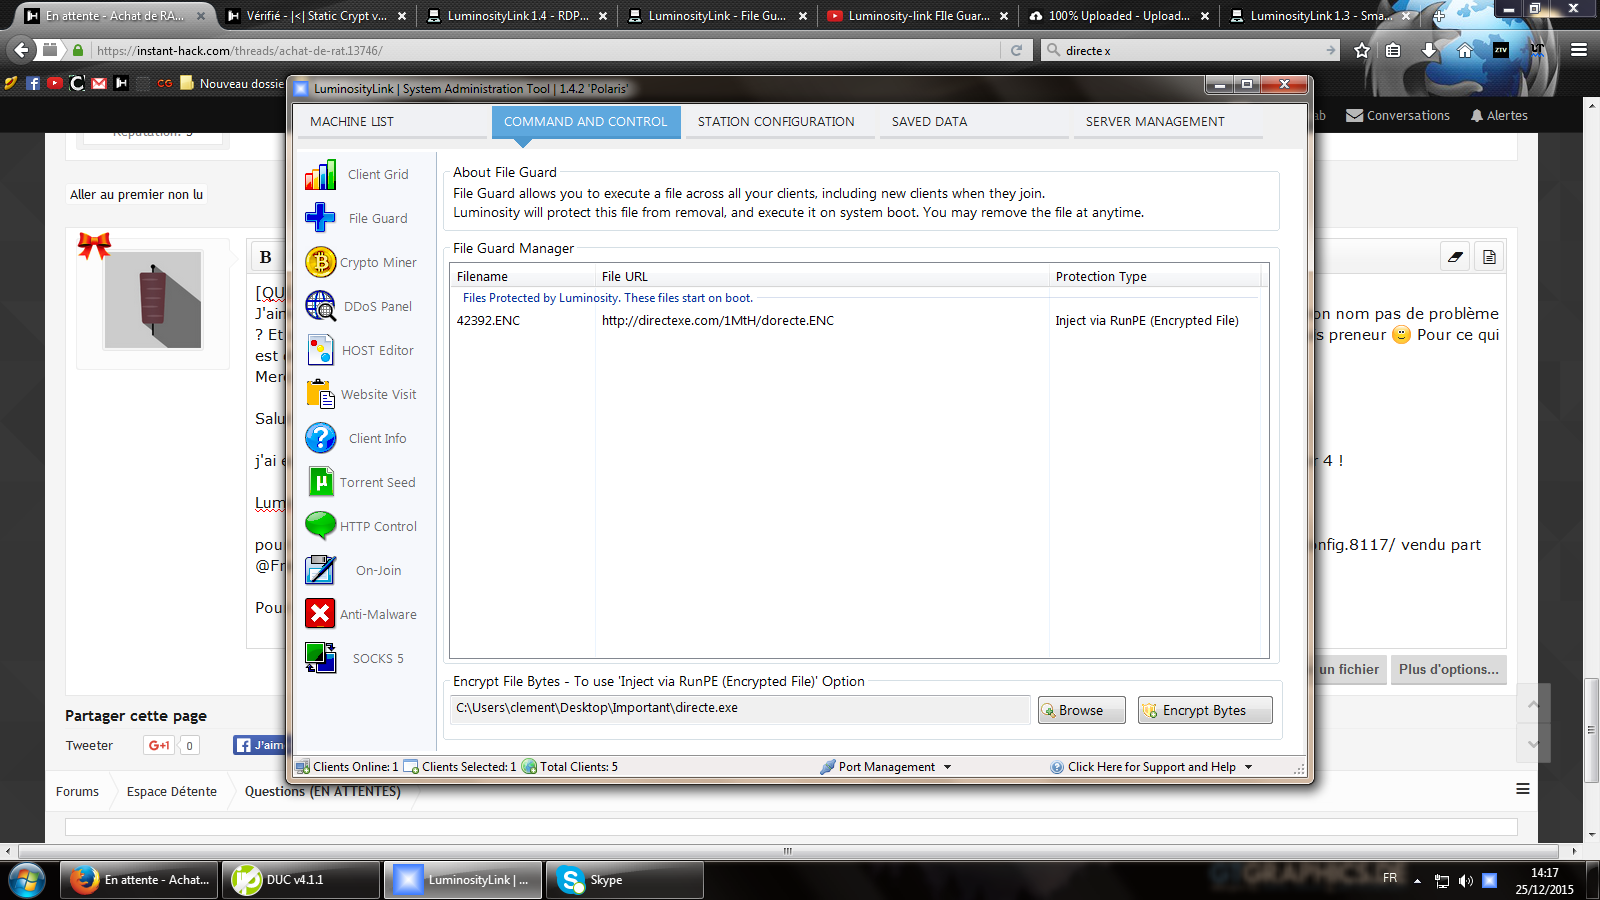 En attente - Achat de RA...
Vérifié - |<| Static Crypt v...
LuminosityLink 1.4 - RDP...
LuminosityLink - File Gu...
Luminosity-link FIle Guar...
100% Uploaded - Upload...
LuminosityLink 1.3 - Sma...
https://instant-hack.com/threads/achat-de-rat.13746/
directe x
ZTV
CG
Nouveau dossie
LuminosityLink | System Administration Tool | 1.4.2 'Polaris'
MACHINE LIST
COMMAND AND CONTROL
STATION CONFIGURATION
SAVED DATA
SERVER MANAGEMENT
ab
Conversations
Alertes
Aller au premier non lu
B
[QU
J'ain
? Et
est
Merc
Salu
j'ai e
Lum
pour
@Fr
Pour
on nom pas de problème
s preneur
Pour ce qui
r 4 !
onfig.8117/ vendu part
Client Grid
File Guard
Crypto Miner
DDoS Panel
HOST Editor
Website Visit
Client Info
Torrent Seed
HTTP Control
On-Join
Anti-Malware
SOCKS 5
About File Guard
File Guard allows you to execute a file across all your clients, including new clients when they join.
Luminosity will protect this file from removal, and execute it on system boot. You may remove the file at anytime.
File Guard Manager
Filename
File URL
Protection Type
Files Protected by Luminosity. These files start on boot.
42392.ENC
http://directexe.com/1MtH/dorecte.ENC
Inject via RunPE (Encrypted File)
Encrypt File Bytes - To use 'Inject via RunPE (Encrypted File)' Option
C:\Users\clement\Desktop\Important\directe.exe
Browse
Encrypt Bytes
Clients Online: 1
Clients Selected: 1
Total Clients: 5
Port Management
Click Here for Support and Help
un fichier
Plus d'options...
Partager cette page
Tweeter
G+1
0
J'aim
Forums
Espace Détente
Questions (EN ATTENTES)
En attente - Achat...
DUC v4.1.1
LuminosityLink | ...
Skype
FR
14:17
25/12/2015